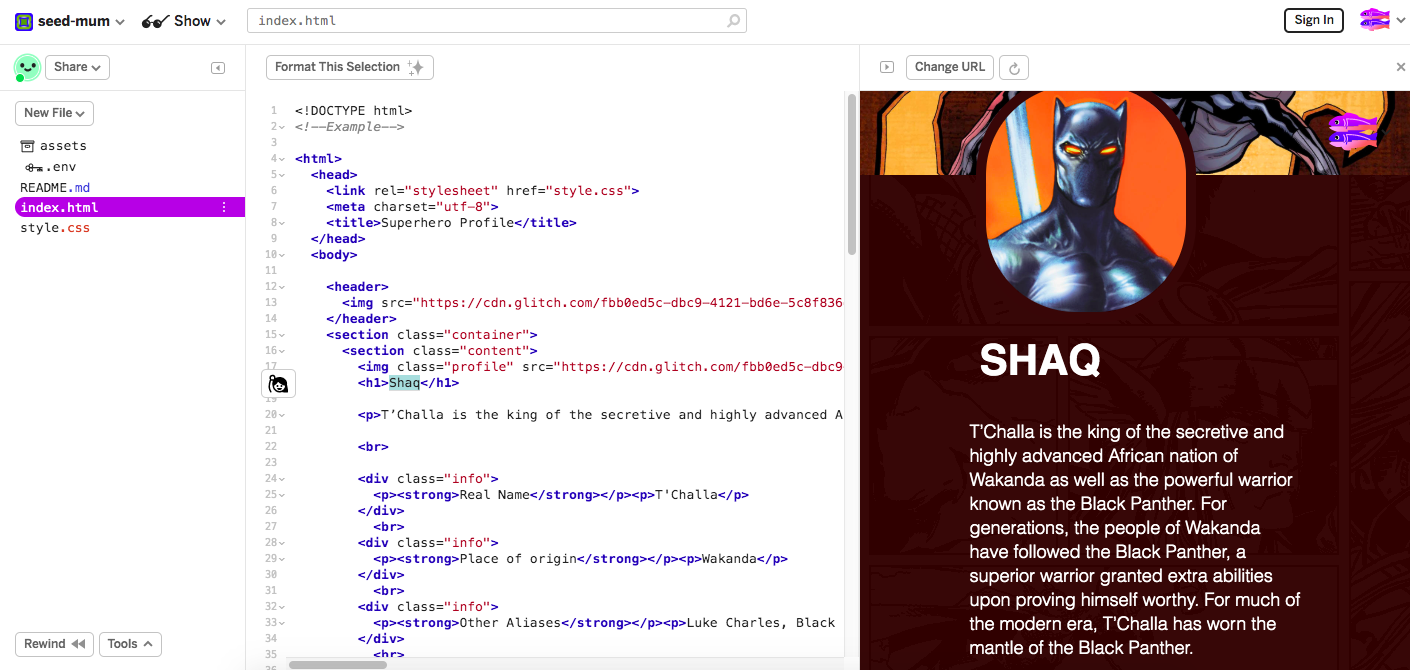 seed-mum
Show
index.html
Sign In
Share
Format This Selection
Change URL
New File
assets
.env
README.md
index.html
style.css
Rewind
Tools
1 <!DOCTYPE html>
2 <!--Example-->
3
4 <html>
5 <head>
6 <link rel="stylesheet" href="style.css">
7 <meta charset="utf-8">
8 <title>Superhero Profile</title>
9 </head>
10 <body>
11
12 <header>
13 <img src="https://cdn.glitch.com/fbb0ed5c-dbc9-4121-bd6e-5c8f836
14 </header>
15 <section class="container">
16 <section class="content">
17 <img class="profile" src="https://cdn.glitch.com/fbb0ed5c-dbc9
<h1>Shaq</h1>
19
20 <p>T’Challa is the king of the secretive and highly advanced A
21
22 <br>
23
24 <div class="info">
25 <p><strong>Real Name</strong></p><p>T'Challa</p>
26 </div>
27 <br>
28 <div class="info">
29 <p><strong>Place of origin</strong></p><p>Wakanda</p>
30 </div>
31 <br>
32 <div class="info">
33 <p><strong>Other Aliases</strong></p><p>Luke Charles, Black
34 </div>
35 <br>
36
SHAQ
T’Challa is the king of the secretive and
highly advanced African nation of
Wakanda as well as the powerful warrior
known as the Black Panther. For
generations, the people of Wakanda
have followed the Black Panther, a
superior warrior granted extra abilities
upon proving himself worthy. For much of
the modern era, T’Challa has worn the
mantle of the Black Panther.